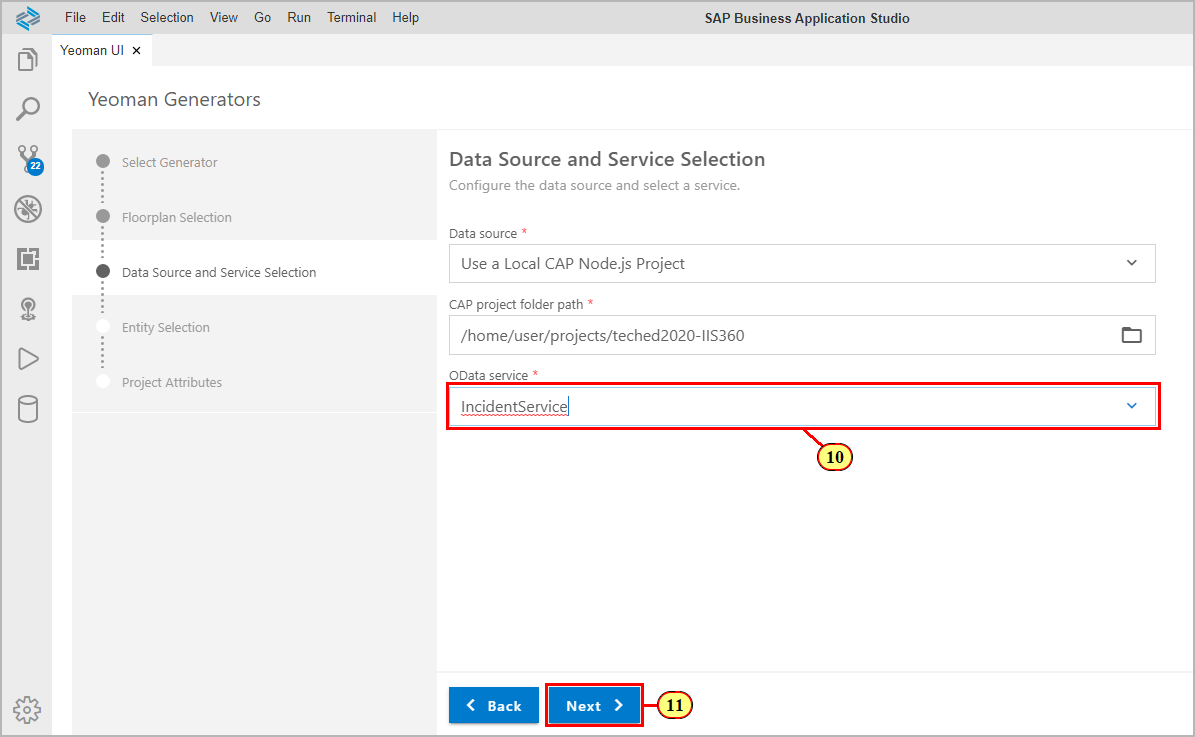 File Edit Selection View Go Run Terminal Help SAP Business Application Studio
Yeoman UI
22
Yeoman Generators
Select Generator
Floorplan Selection
Data Source and Service Selection
Entity Selection
Project Attributes
Data Source and Service Selection
Configure the data source and select a service.
Data source *
Use a Local CAP Node.js Project
CAP project folder path *
/home/user/projects/teched2020-IIS360
OData service *
IncidentService
10
Back Next 11